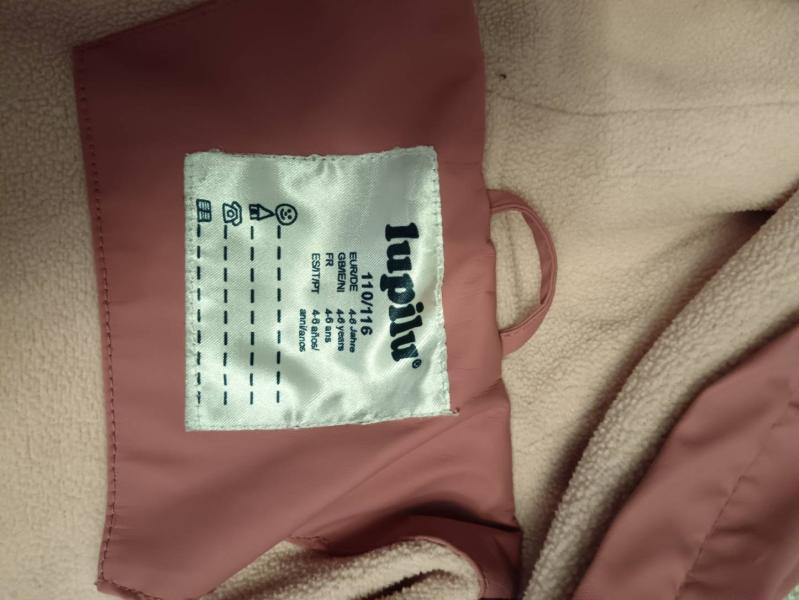 lupilu®
110/116
EUR/DE 4-6 Jahre
GB/IE/NI 4-6 years
FR 4-6 ans
ES/IT/PT 4-6 años/
anni/anos